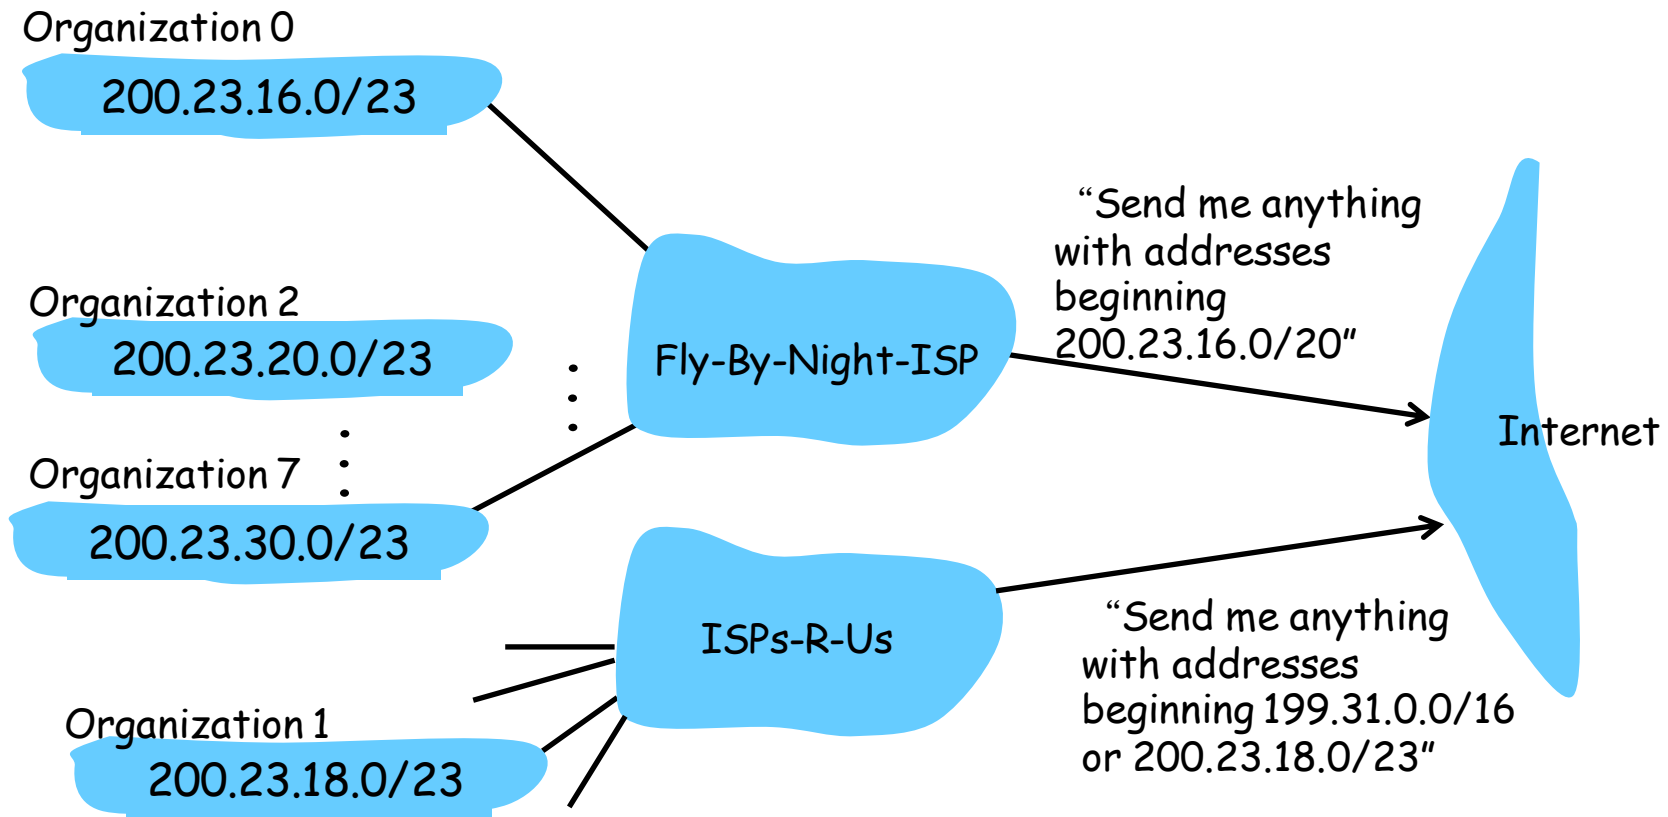 Organization 0
200.23.16.0/23
Organization 2
200.23.20.0/23
Organization 7
200.23.30.0/23
Fly-By-Night-ISP
“Send me anything
with addresses
beginning
200.23.16.0/20”
Internet
ISPs-R-Us
Organization 1
200.23.18.0/23
“Send me anything
with addresses
beginning 199.31.0.0/16
or 200.23.18.0/23”